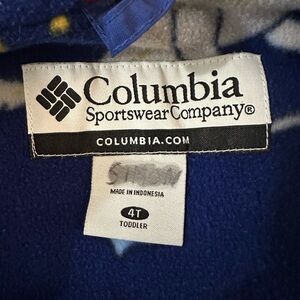 Columbia
Sportswear Company®
COLUMBIA.COM
MADE IN INDONESIA
4T
TODDLER